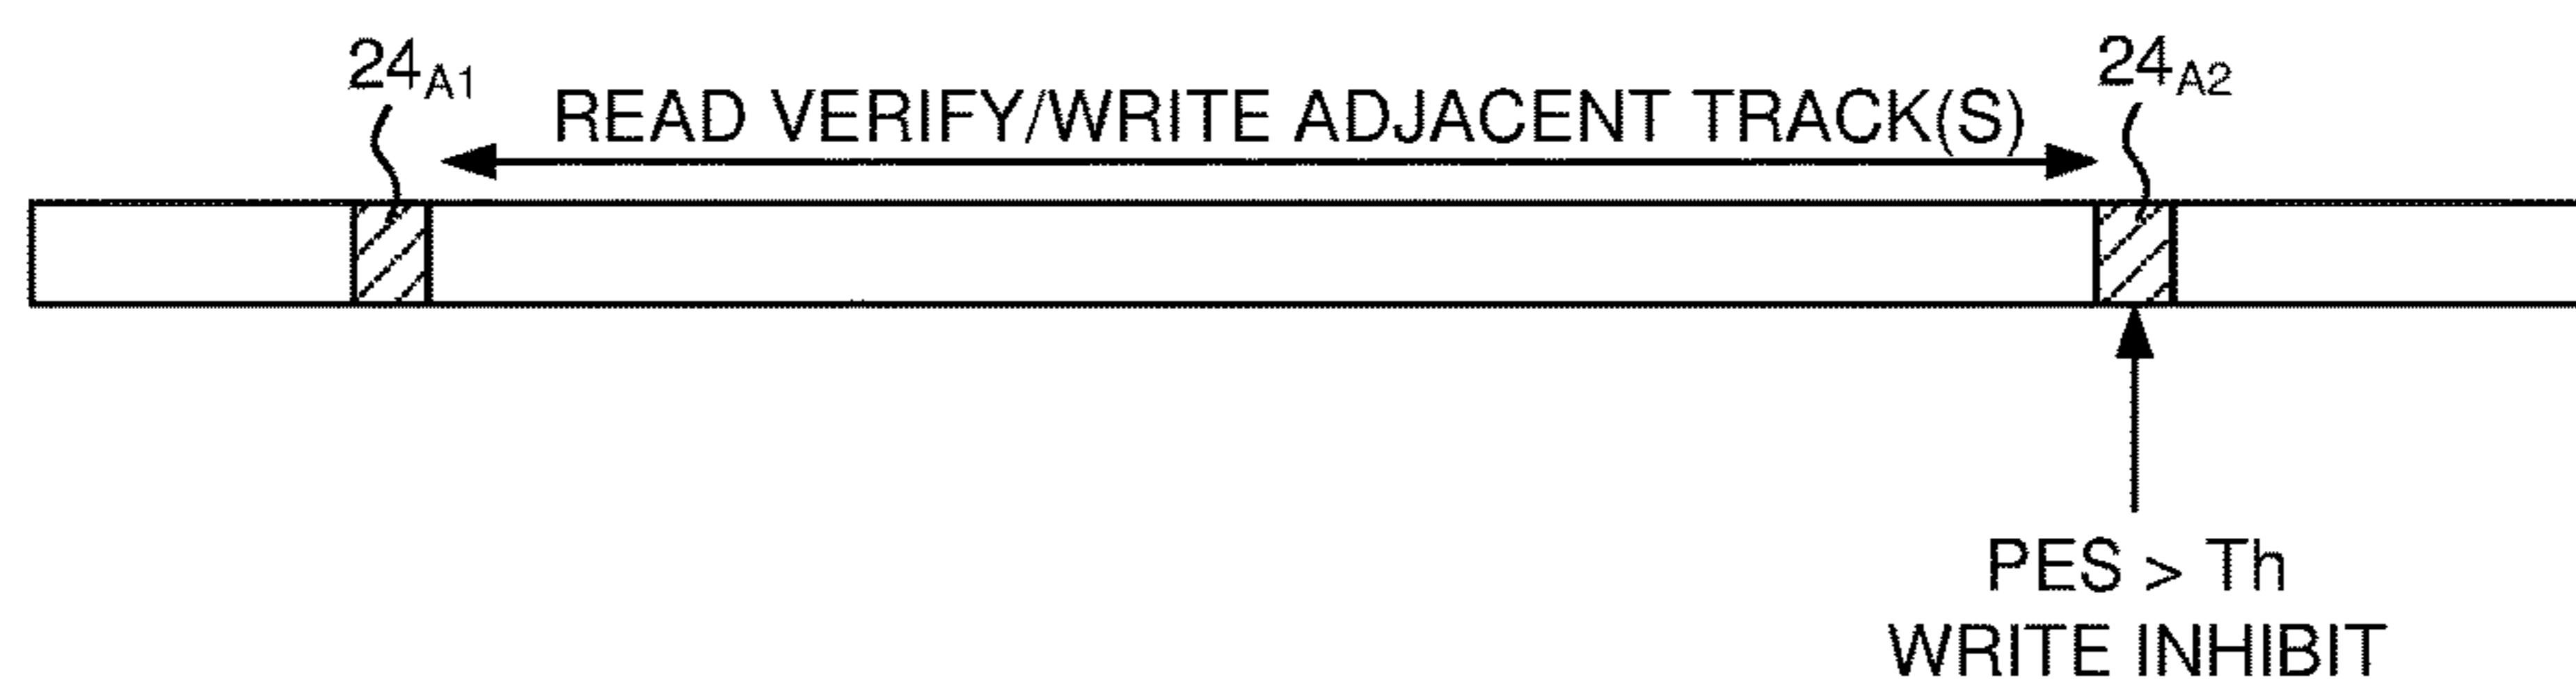 24A1
READ VERIFY/WRITE ADJACENT TRACK(S)
24A2
PES > Th
WRITE INHIBIT